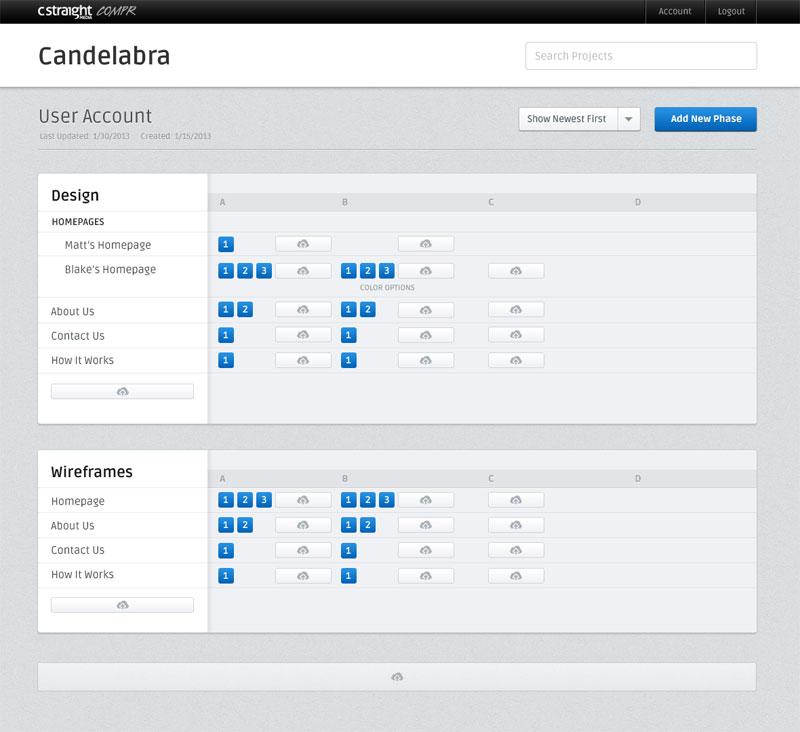 cstraight MEDIA COMPR Account Logout
Candelabra Search Projects
User Account Show Newest First Add New Phase
Last Updated: 1/30/2013 Created: 1/15/2013
Design
A B C D
HOMEPAGES
Matt's Homepage 1
Blake's Homepage 1 2 3 1 2 3
COLOR OPTIONS
About Us 1 2 1 2
Contact Us 1 1
How It Works 1 1
Wireframes
A B C D
Homepage 1 2 3 1 2 3
About Us 1 2 1 2
Contact Us 1 1
How It Works 1 1